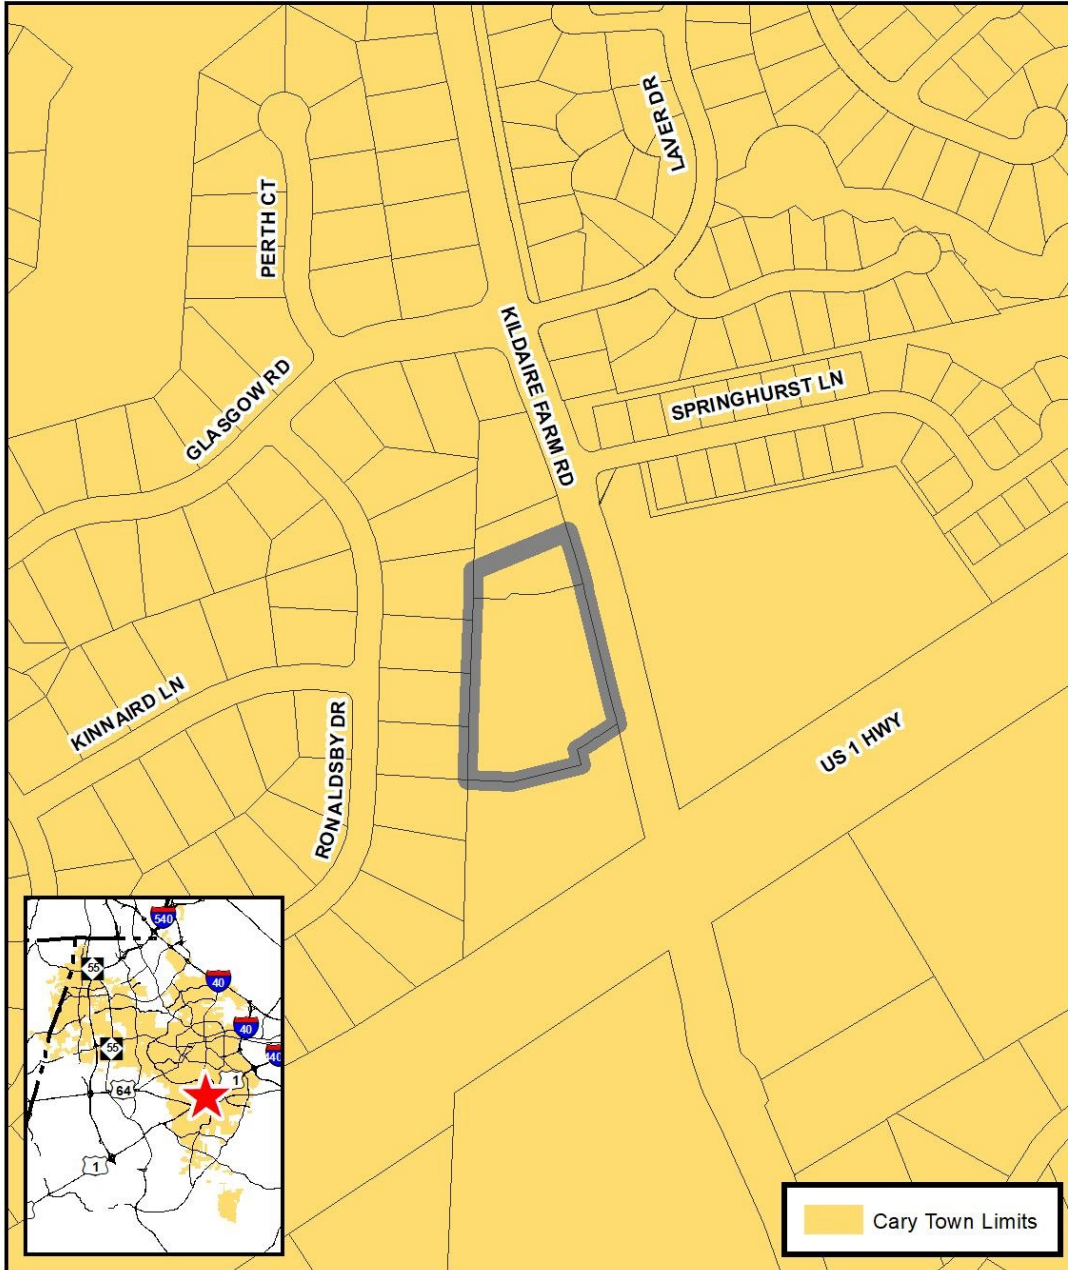 LAVER DR
PERTH CT
KILDAIRE FARM RD
GLASGOW RD
SPRINGHURST LN
KINNAIRD LN
RONALDSBY DR
US 1 HWY
540
55
40
40
440
55
64
1
1
Cary Town Limits